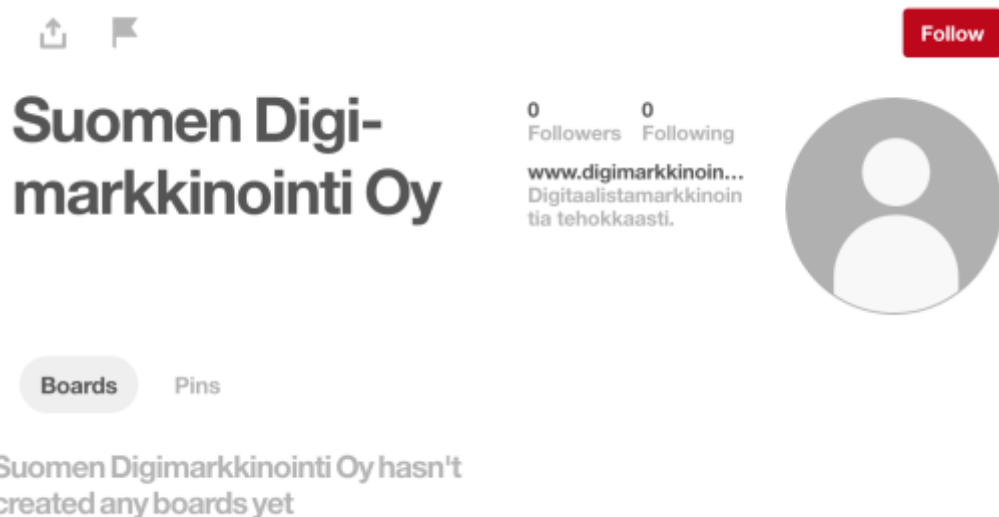 Follow
Suomen Digi-
markkinointi Oy
0 0
Followers Following
www.digimarkkinoin...
Digitaalistamarkkinoin
tia tehokkaasti.
Boards Pins
Suomen Digimarkkinointi Oy hasn't
created any boards yet